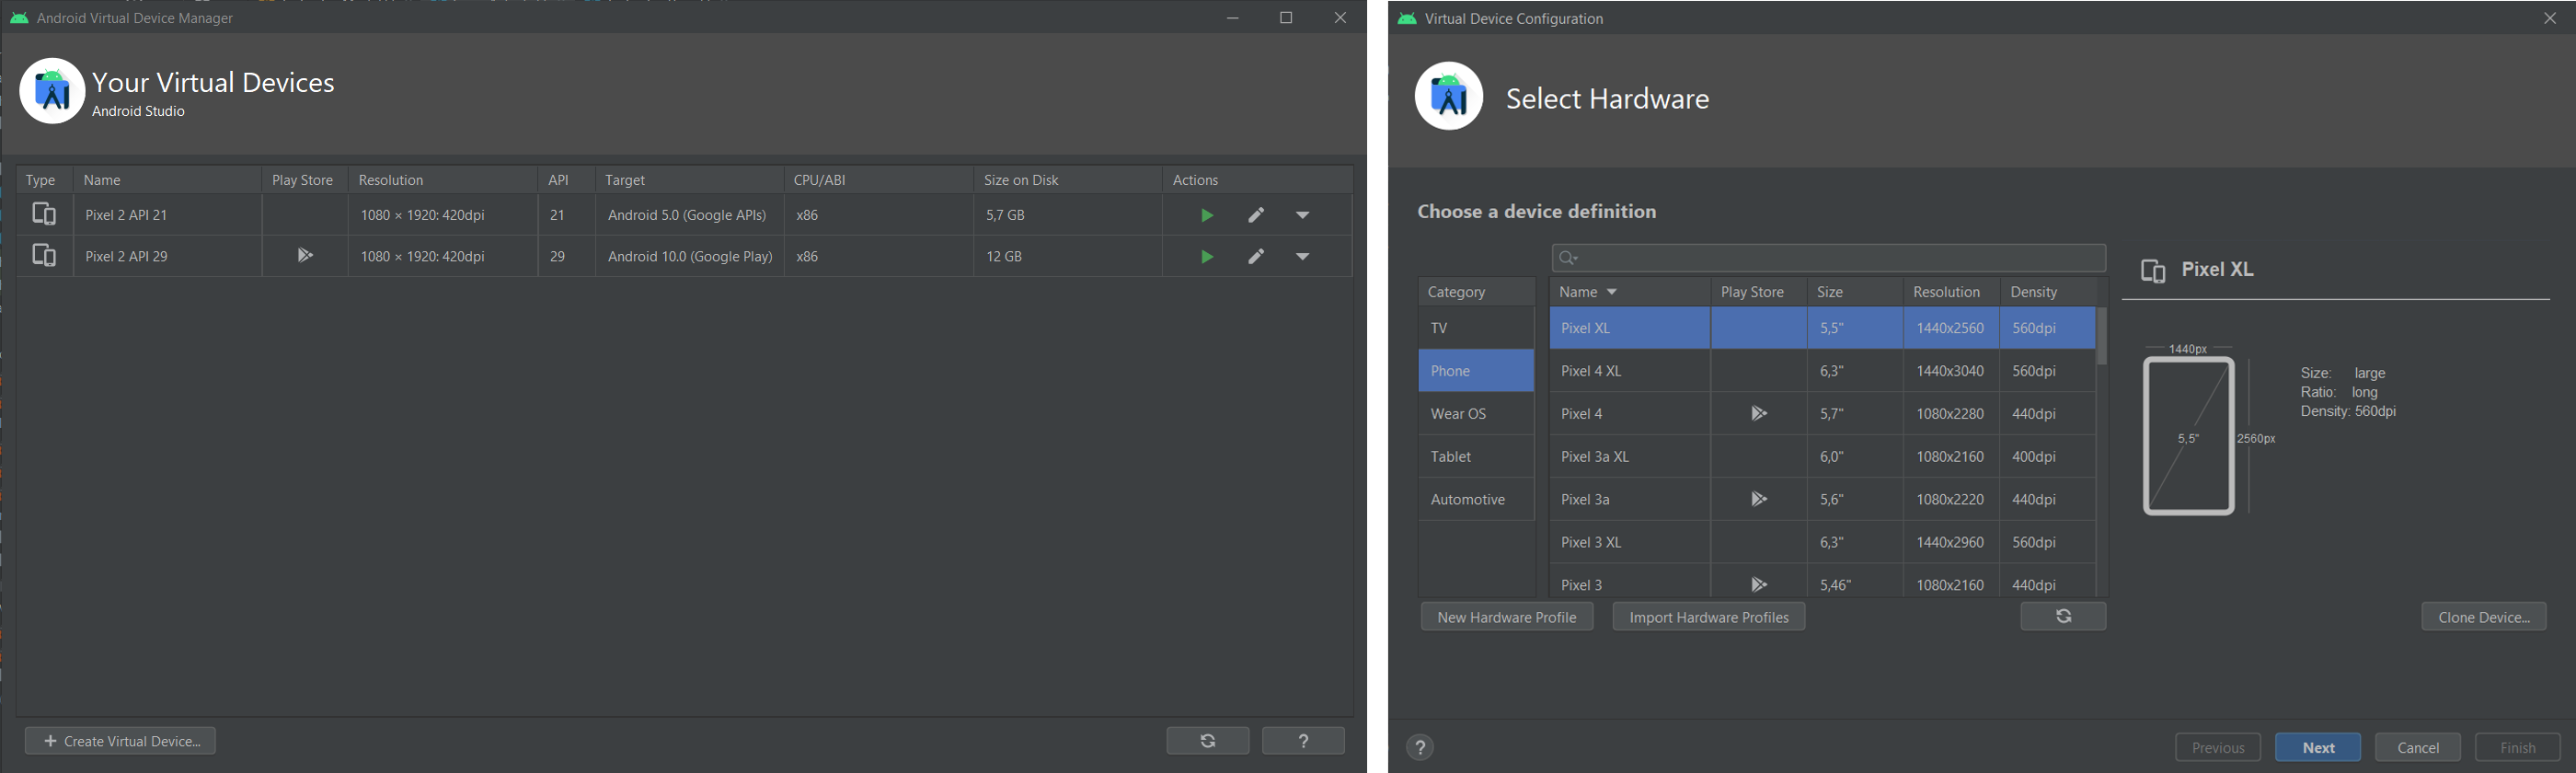 Android Virtual Device Manager
Your Virtual Devices
Android Studio
Type Name Play Store Resolution API Target CPU/ABI Size on Disk Actions
Pixel 2 API 21 1080 × 1920: 420dpi 21 Android 5.0 (Google APIs) x86 5,7 GB
Pixel 2 API 29 1080 × 1920: 420dpi 29 Android 10.0 (Google Play) x86 12 GB
+ Create Virtual Device... ?
Virtual Device Configuration
Select Hardware
Choose a device definition
Category
TV
Phone
Wear OS
Tablet
Automotive
Name Play Store Size Resolution Density
Pixel XL 5,5" 1440x2560 560dpi
Pixel 4 XL 6,3" 1440x3040 560dpi
Pixel 4 5,7" 1080x2280 440dpi
Pixel 3a XL 6,0" 1080x2160 400dpi
Pixel 3a 5,6" 1080x2220 440dpi
Pixel 3 XL 6,3" 1440x2960 560dpi
Pixel 3 5,46" 1080x2160 440dpi
New Hardware Profile Import Hardware Profiles
Pixel XL
1440px
5,5"
2560px
Size: large
Ratio: long
Density: 560dpi
Clone Device...
? Previous Next Cancel Finish